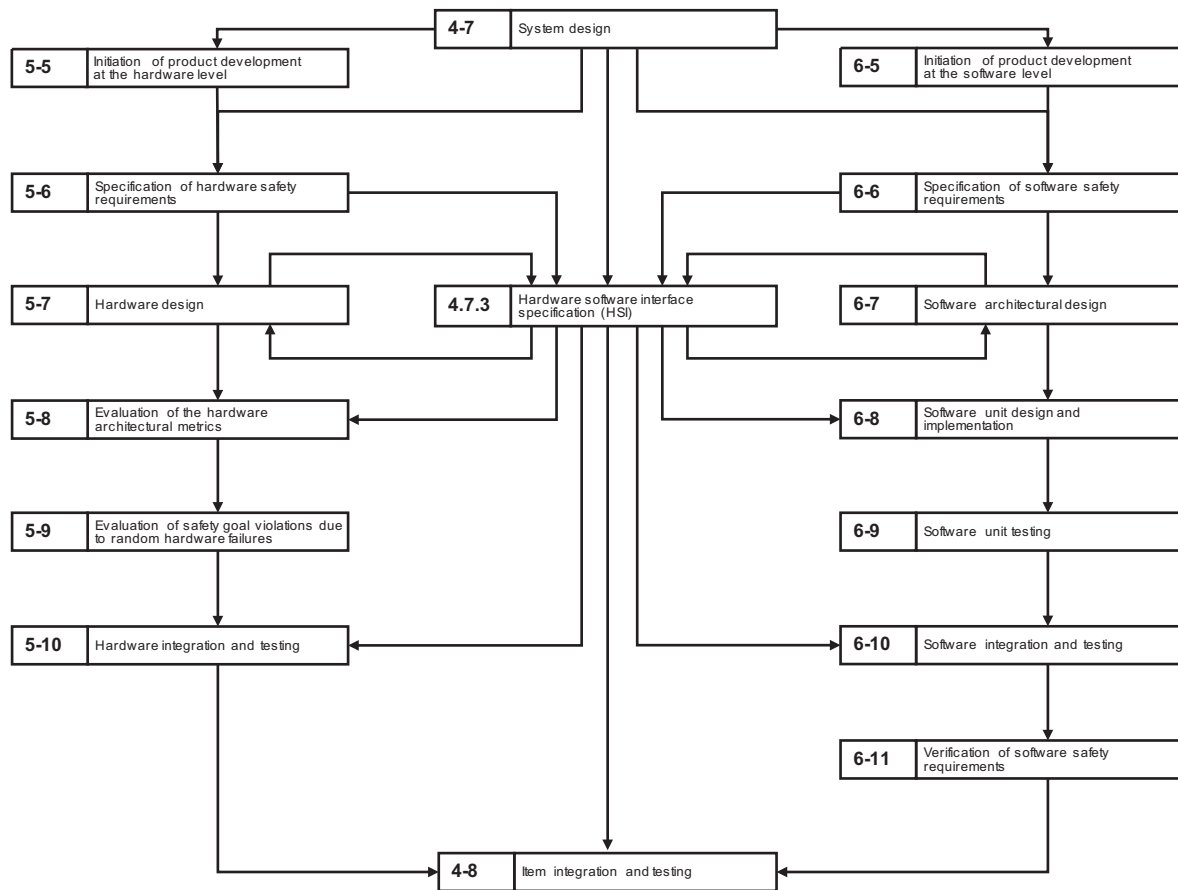 4-7 System design
5-5 Initiation of product development
at the hardware level
6-5 Initiation of product development
at the software level
5-6 Specification of hardware safety
requirements
6-6 Specification of software safety
requirements
5-7 Hardware design
4.7.3 Hardware software interface
specification (HSI)
6-7 Software architectural design
5-8 Evaluation of the hardware
architectural metrics
6-8 Software unit design and
implementation
5-9 Evaluation of safety goal violations due
to random hardware failures
6-9 Software unit testing
5-10 Hardware integration and testing
6-10 Software integration and testing
6-11 Verification of software safety
requirements
4-8 Item integration and testing